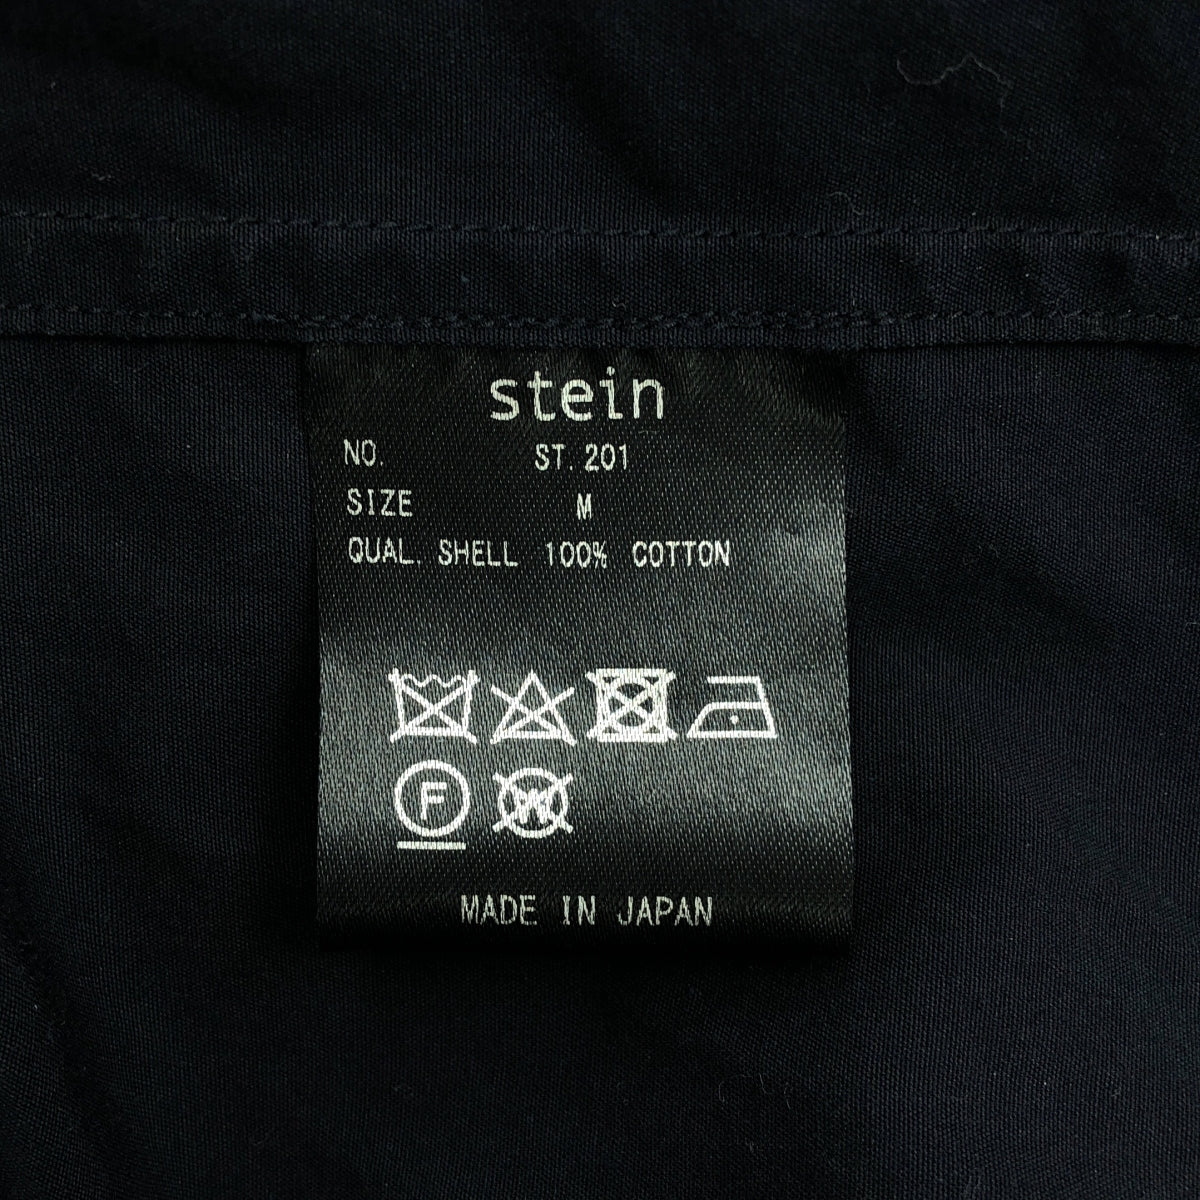 stein
NO. ST.201
SIZE M
QUAL. SHELL 100% COTTON
F W
MADE IN JAPAN